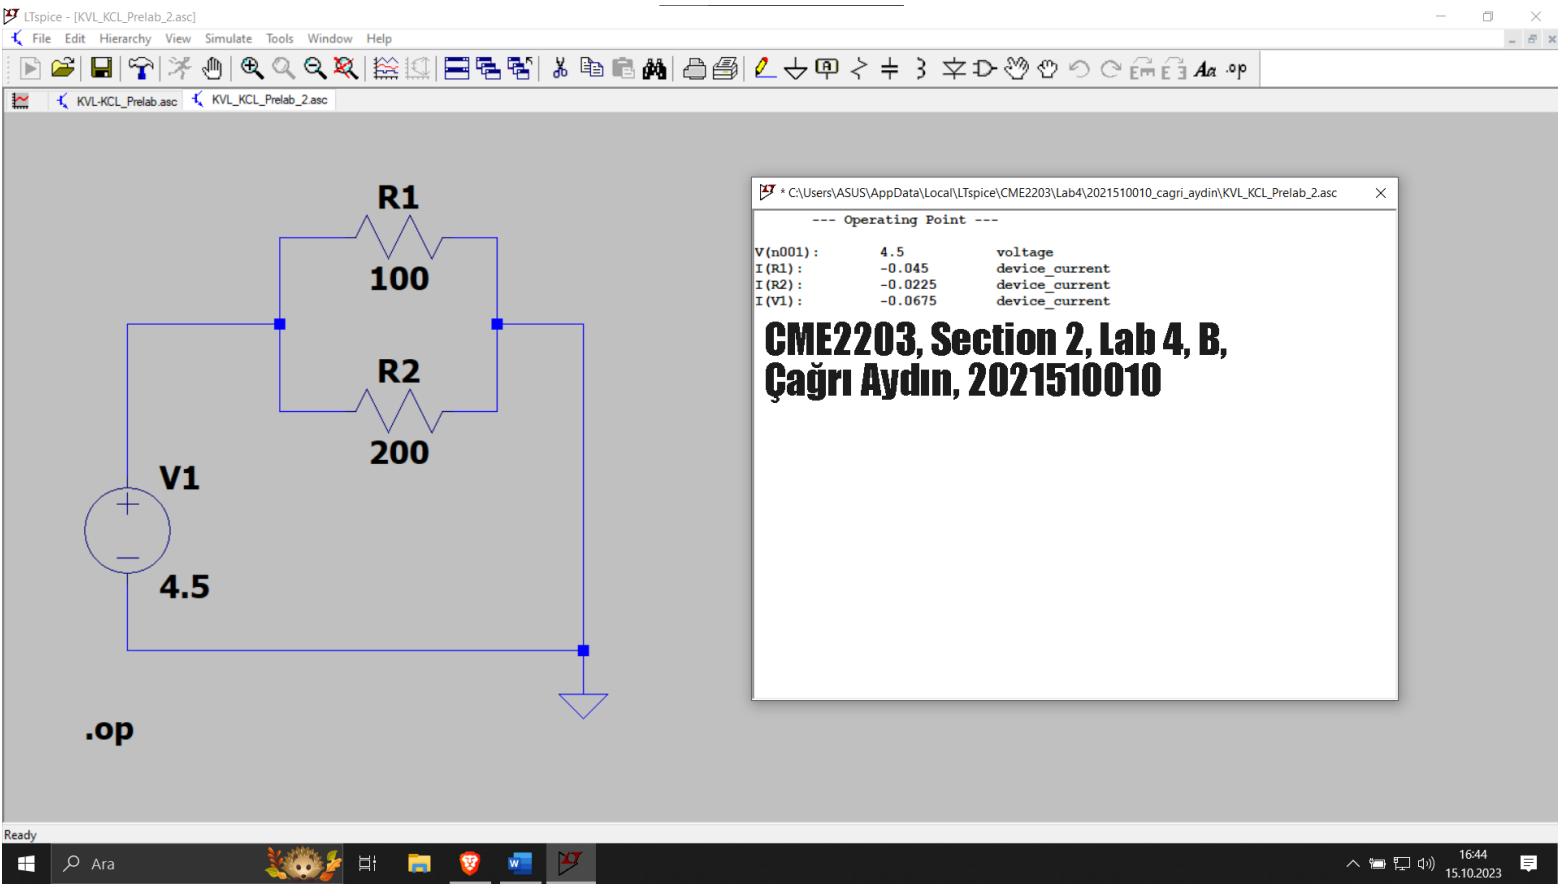 LTspice - [KVL_KCL_Prelab_2.asc]
File Edit Hierarchy View Simulate Tools Window Help
Aa .op
KVL-KCL_Prelab.asc KVL_KCL_Prelab_2.asc
R1
100
R2
200
V1
4.5
.op
* C:\Users\ASUS\AppData\Local\LTspice\CME2203\Lab4\2021510010_cagri_aydin\KVL_KCL_Prelab_2.asc
--- Operating Point ---
V(n001): 4.5 voltage
I(R1): -0.045 device_current
I(R2): -0.0225 device_current
I(V1): -0.0675 device_current
CME2203, Section 2, Lab 4, B,
Çağrı Aydın, 2021510010
Ready
Ara
16:44
15.10.2023